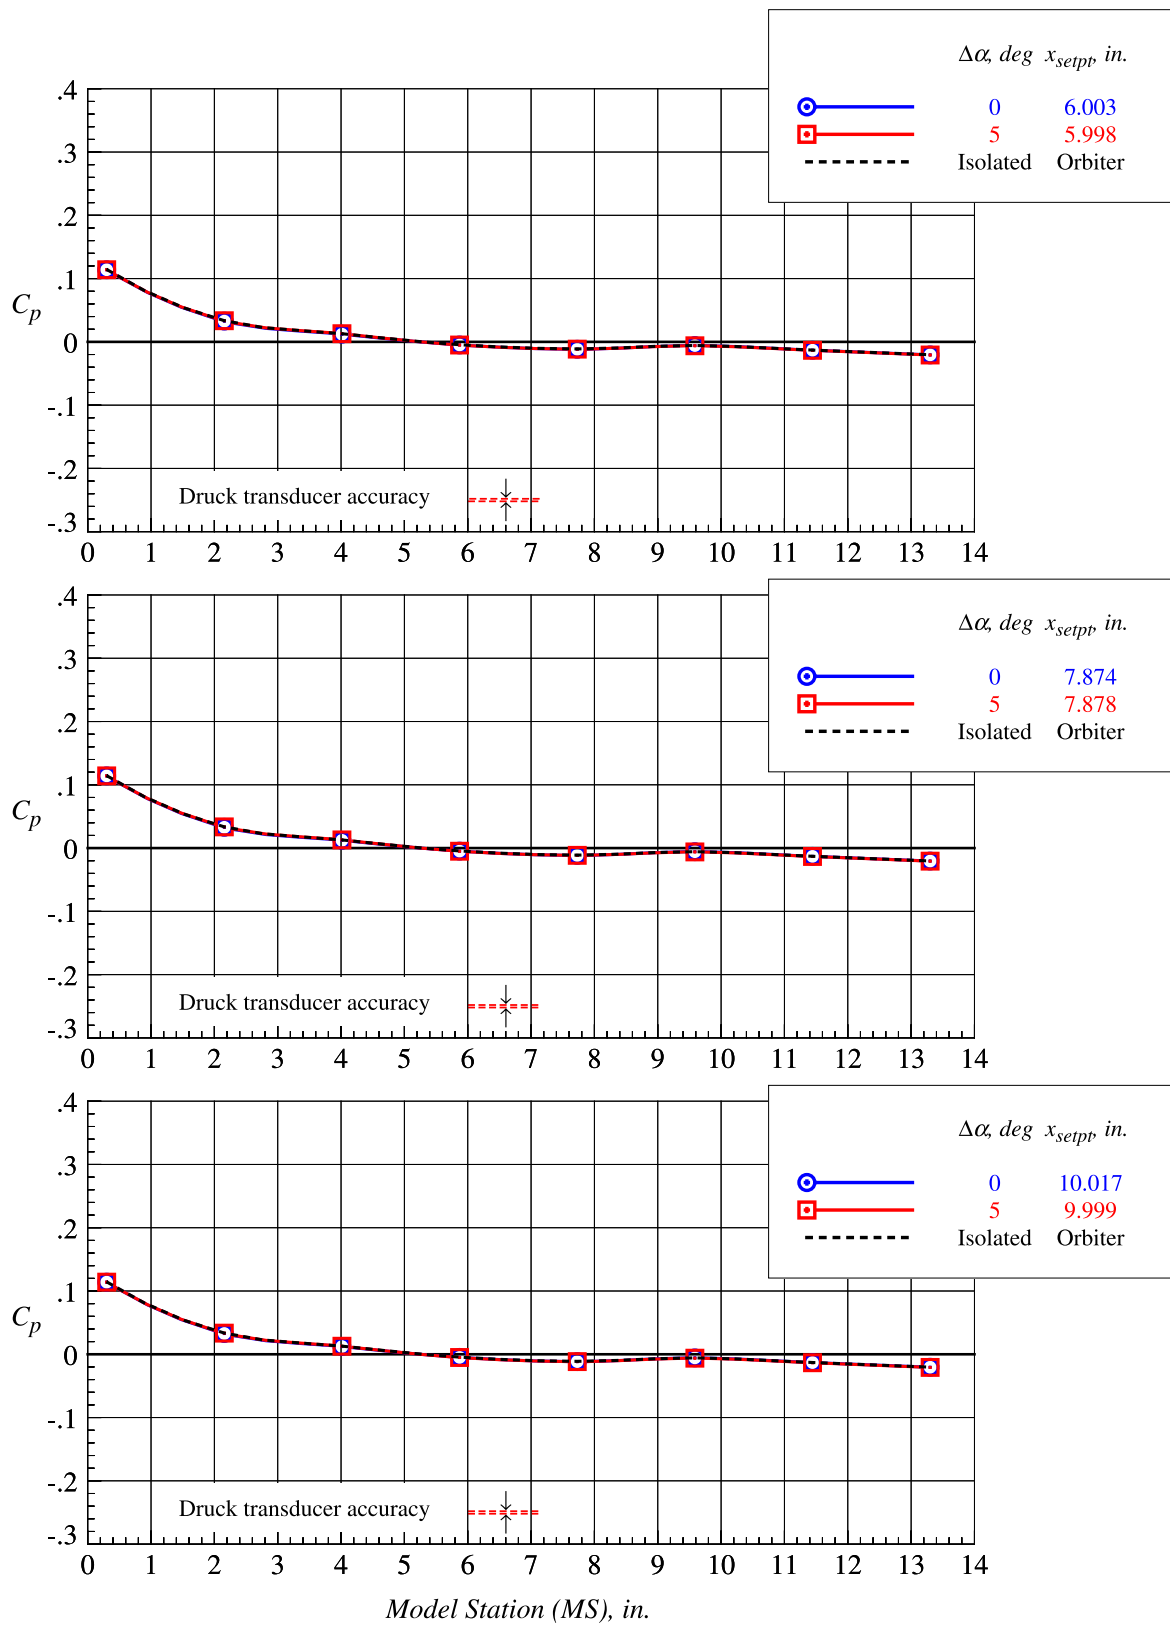 Δα, deg x_setpt, in.
0 6.003
5 5.998
Isolated Orbiter
.4
.3
.2
.1
C_p
0
-.1
-.2
Druck transducer accuracy
-.3
0 1 2 3 4 5 6 7 8 9 10 11 12 13 14
Δα, deg x_setpt, in.
0 7.874
5 7.878
Isolated Orbiter
.4
.3
.2
.1
C_p
0
-.1
-.2
Druck transducer accuracy
-.3
0 1 2 3 4 5 6 7 8 9 10 11 12 13 14
Δα, deg x_setpt, in.
0 10.017
5 9.999
Isolated Orbiter
.4
.3
.2
.1
C_p
0
-.1
-.2
Druck transducer accuracy
-.3
0 1 2 3 4 5 6 7 8 9 10 11 12 13 14
Model Station (MS), in.